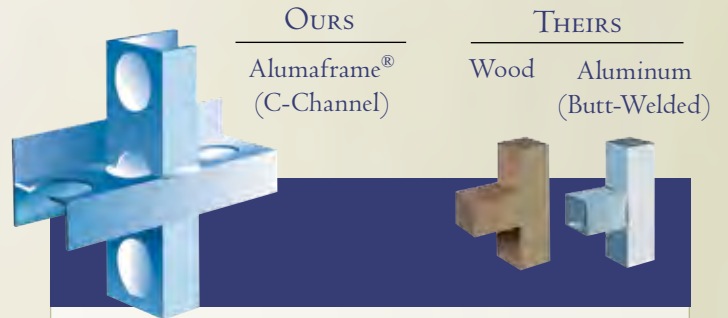 OURS
Alumaframe®
(C-Channel)
THEIRS
Wood
Aluminum
(Butt-Welded)